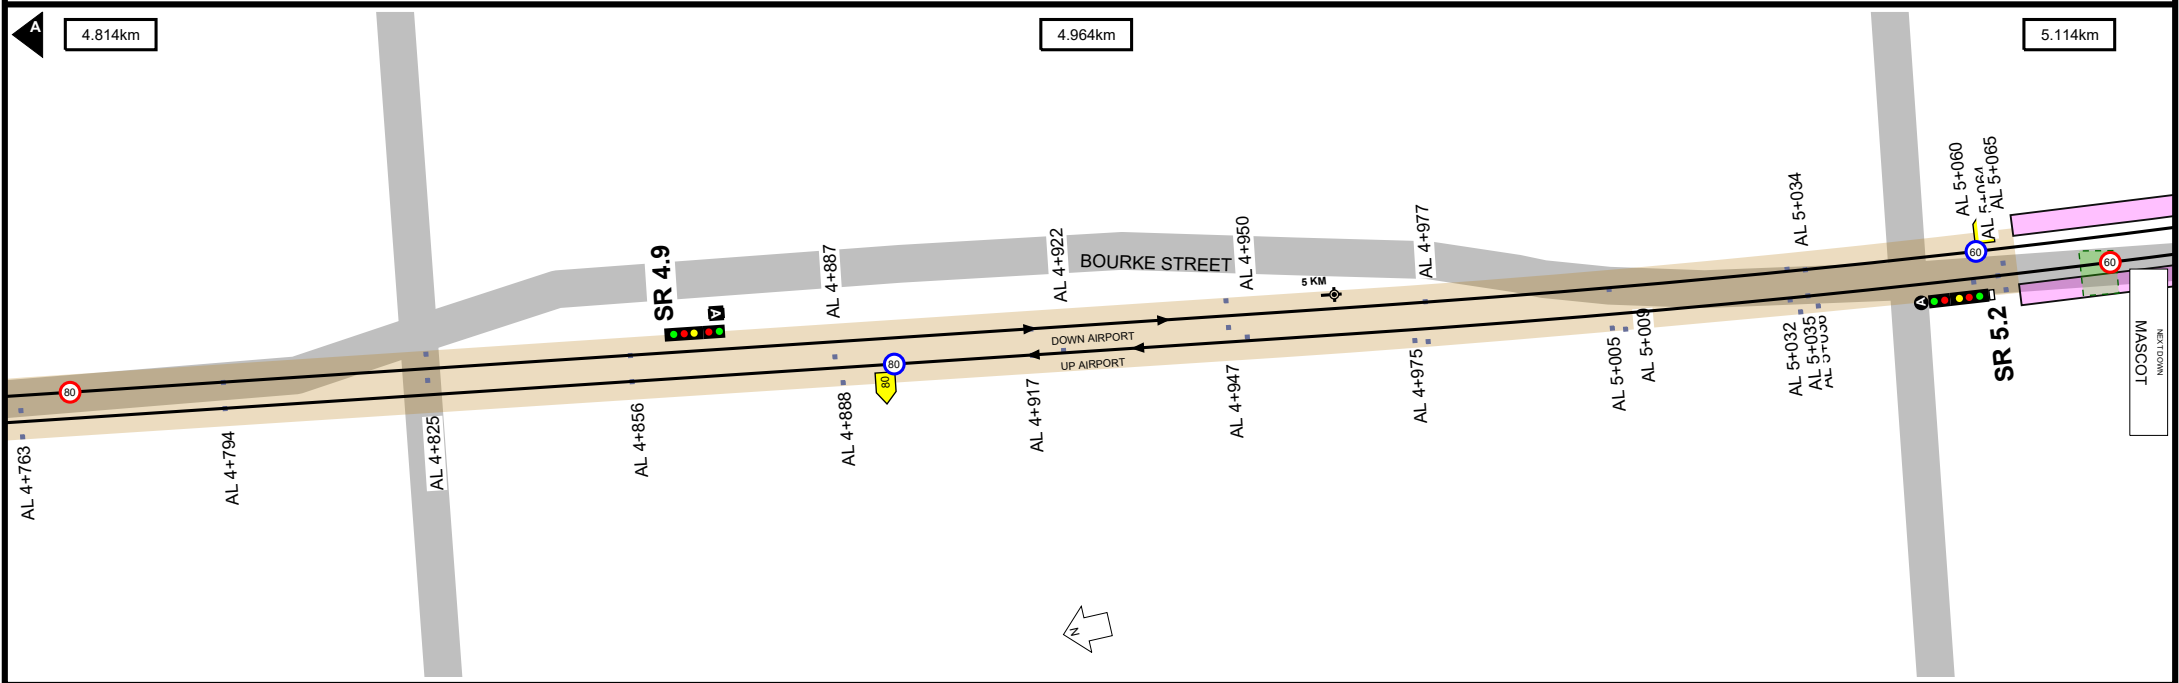 A
4.814km
4.964km
5.114km
AL 5+060
AL 5+065
AL 5+034
AL 4+977
AL 4+950
AL 4+922
AL 4+887
SR 4.9
A
BOURKE STREET
5 KM
60
60
80
80
80
DOWN AIRPORT
UP AIRPORT
A
SR 5.2
NEXT DOWN
MASCOT
AL 4+763
AL 4+794
AL 4+825
AL 4+856
AL 4+888
AL 4+917
AL 4+947
AL 4+975
AL 5+005
AL 5+009
AL 5+032
AL 5+035
N